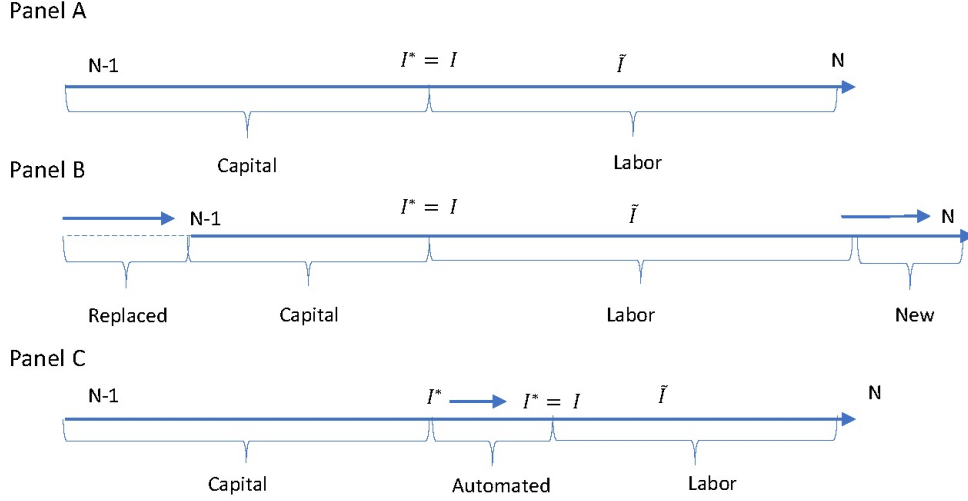 Panel A
N-1 I* = I Ĩ N
Capital Labor
Panel B
N-1 I* = I Ĩ N
Replaced Capital Labor New
Panel C
N-1 I* I* = I Ĩ N
Capital Automated Labor